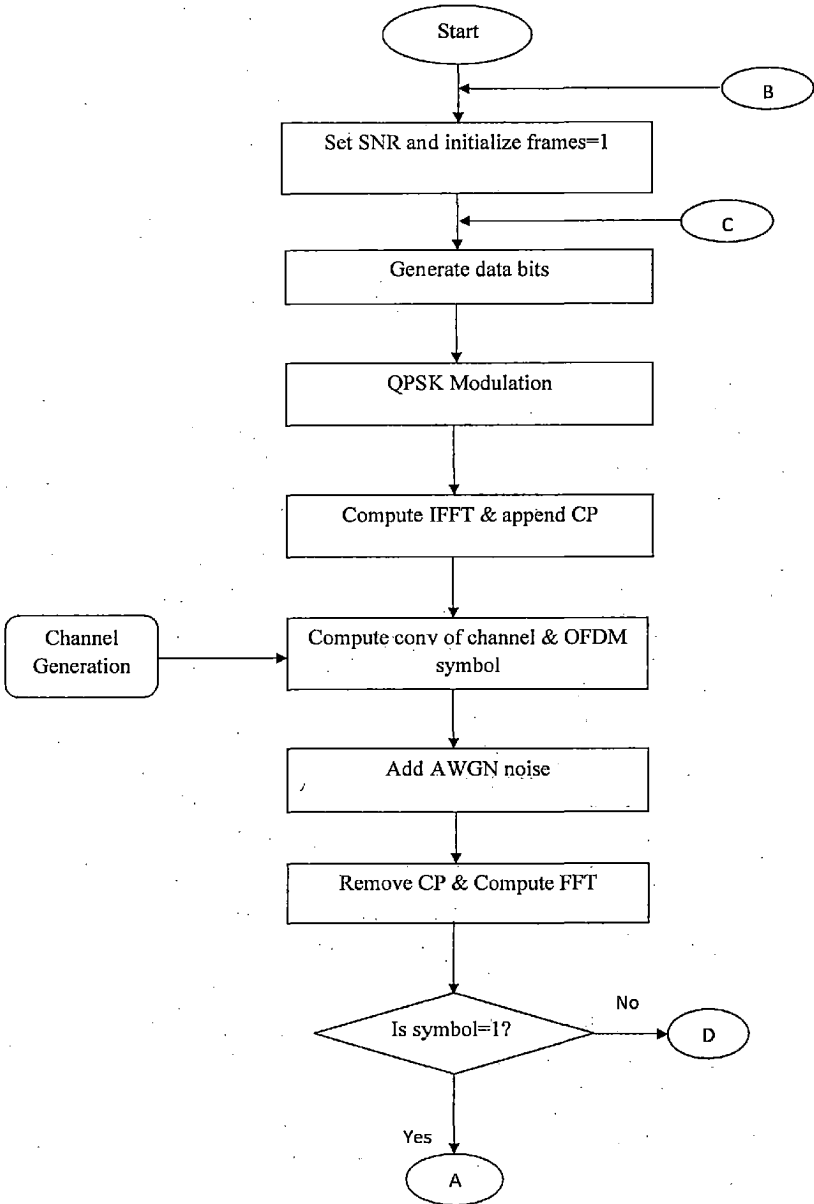 Start
B
Set SNR and initialize frames=1
C
Generate data bits
QPSK Modulation
Compute IFFT & append CP
Channel
Generation
Compute conv of channel & OFDM
symbol
Add AWGN noise
Remove CP & Compute FFT
Is symbol=1?
No
D
Yes
A